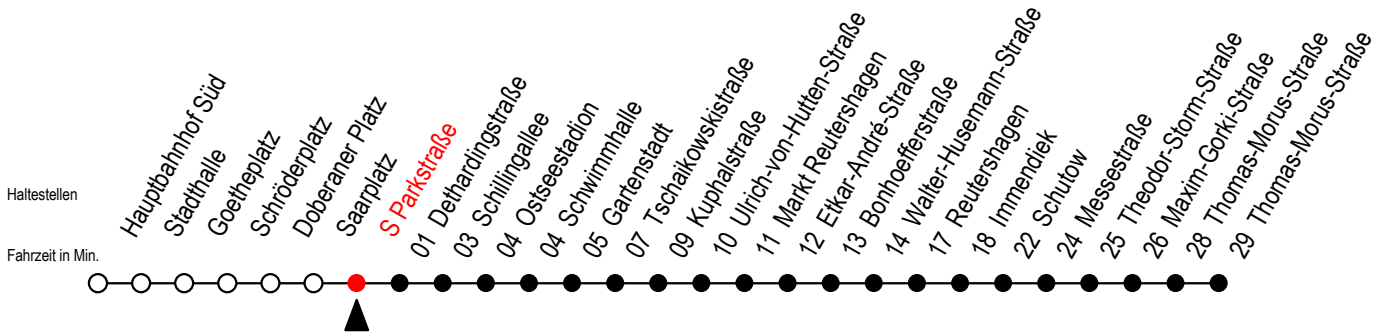 Haltestellen
Fahrzeit in Min.
Hauptbahnhof Süd
Stadthalle
Goetheplatz
Schröderplatz
Doberaner Platz
Saarplatz
S Parkstraße
01 Dethardingstraße
03 Schillingallee
04 Ostseestadion
04 Schwimmhalle
05 Gartenstadt
07 Tschaikowskistraße
09 Kuphalstraße
10 Ulrich-von-Hutten-Straße
11 Markt Reutershagen
12 Etkar-André-Straße
13 Bonhoefferstraße
14 Walter-Husemann-Straße
17 Reutershagen
18 Immendiek
22 Schutow
24 Messestraße
25 Theodor-Storm-Straße
26 Maxim-Gorki-Straße
28 Thomas-Morus-Straße
29 Thomas-Morus-Straße